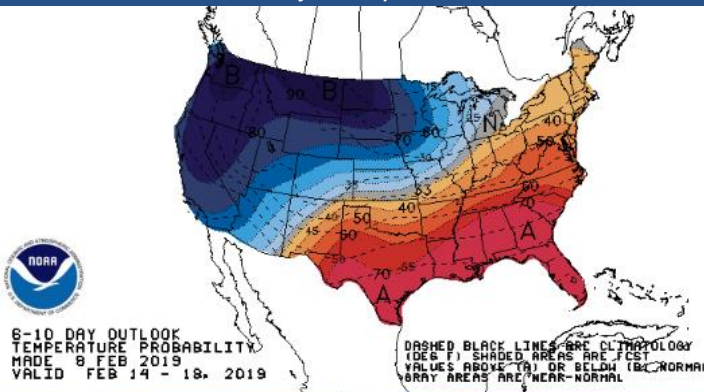 B
B
90
80
70
60
N
40
50
33
40
50
60
60
70
A
70
A
NOAA
6-10 DAY OUTLOOK
TEMPERATURE PROBABILITY
MADE 8 FEB 2019
VALID FEB 14 - 18, 2019
DASHED BLACK LINES ARE CLIMATOLOGY
(DEG F) SHADED AREAS ARE FCST
VALUES ABOVE (A) OR BELOW (B) NORMAL
GRAY AREAS ARE NEAR-NORMAL